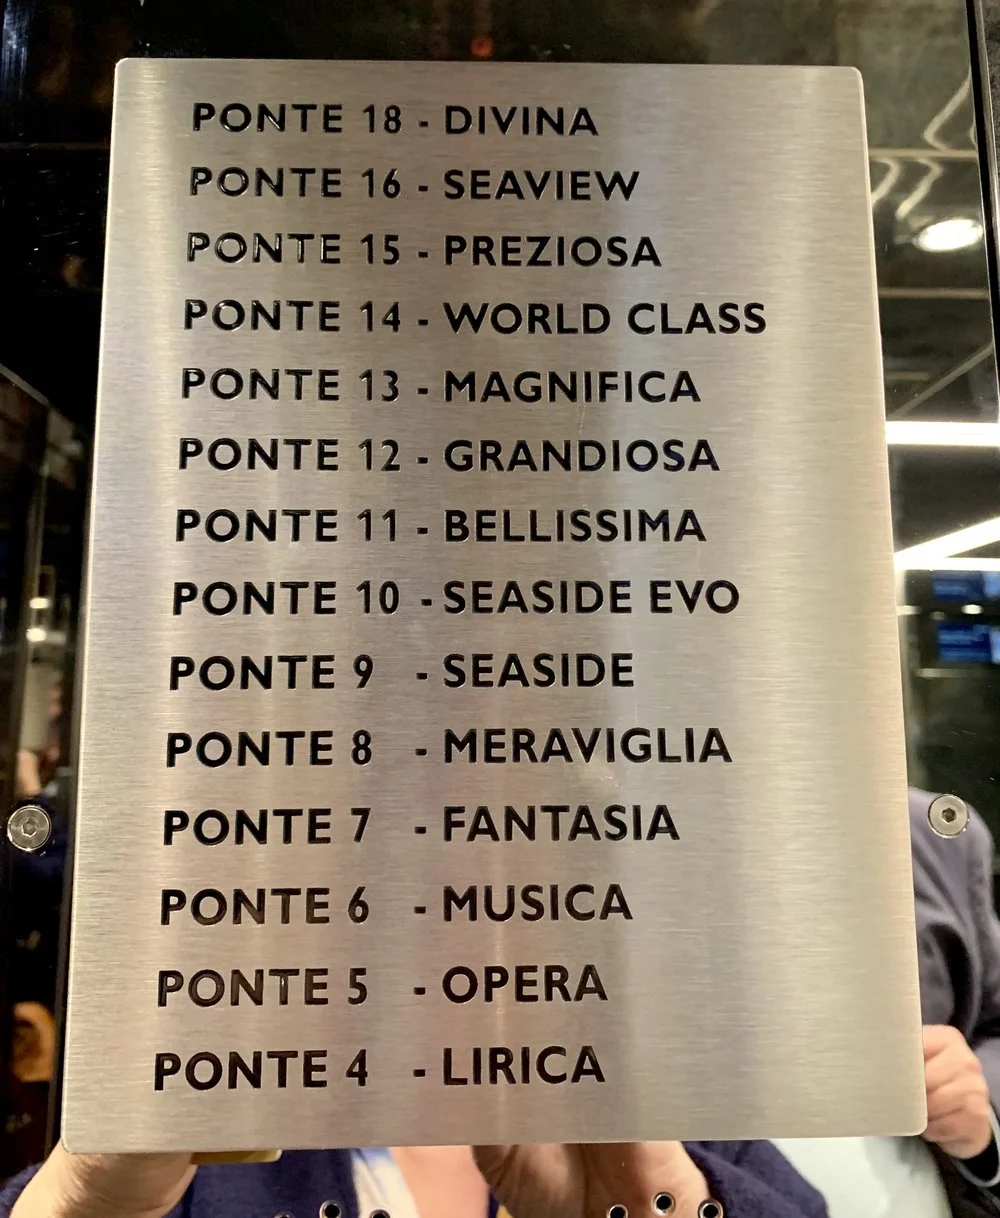 PONTE 18 - DIVINA
PONTE 16 - SEAVIEW
PONTE 15 - PREZIOSA
PONTE 14 - WORLD CLASS
PONTE 13 - MAGNIFICA
PONTE 12 - GRANDIOSA
PONTE 11 - BELLISSIMA
PONTE 10 - SEASIDE EVO
PONTE 9 - SEASIDE
PONTE 8 - MERAVIGLIA
PONTE 7 - FANTASIA
PONTE 6 - MUSICA
PONTE 5 - OPERA
PONTE 4 - LIRICA